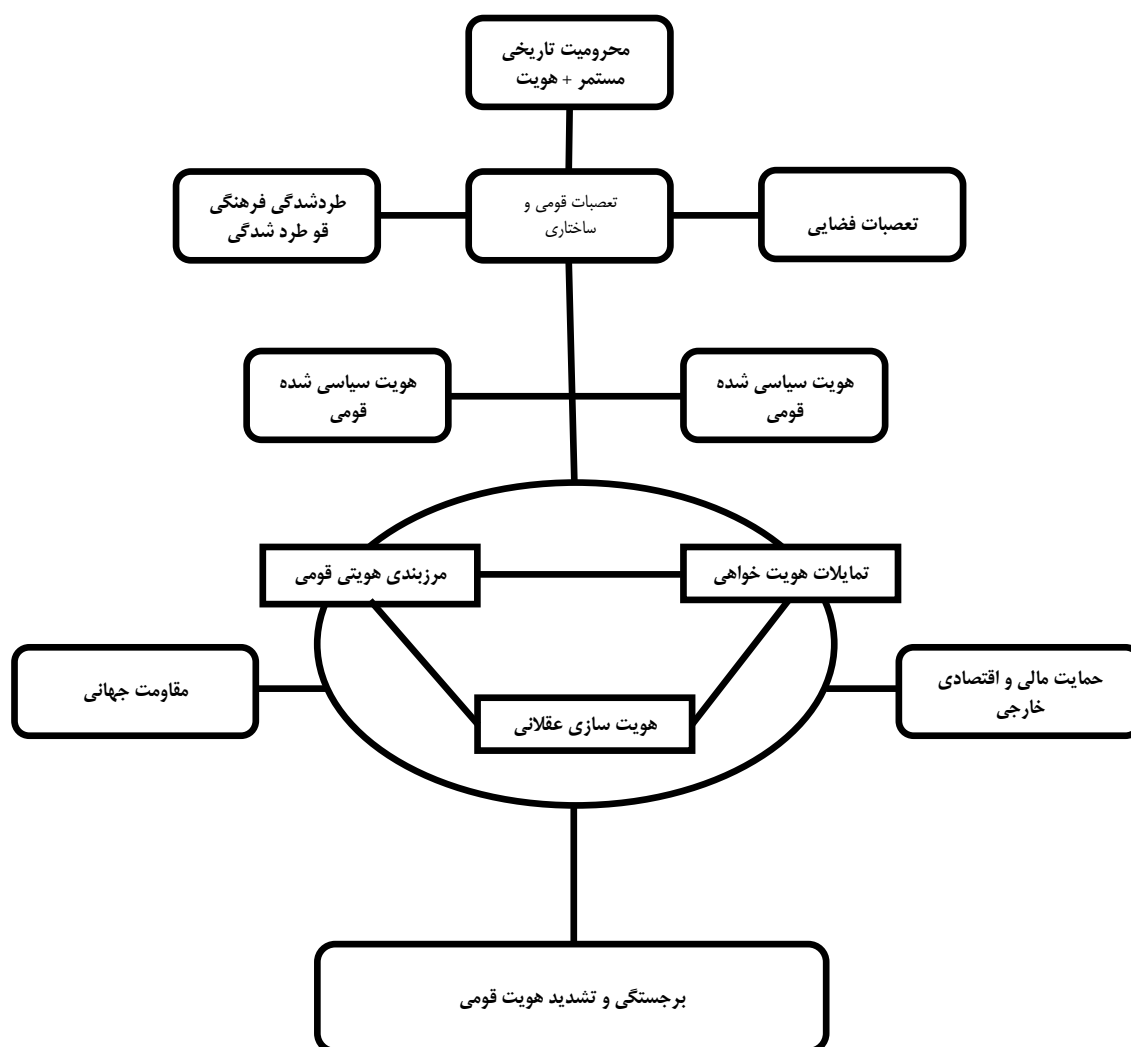 محرومیت تاریخی
مستمر + هویت
تعصبات فضایی
تعصبات قومی و
ساختاری
طردشدگی فرهنگی
قو طرد شدگی
هویت سیاسی شده
قومی
هویت سیاسی شده
قومی
تمایلات هویت خواهی
مرزبندی هویتی قومی
حمایت مالی و اقتصادی
خارجی
هویت سازی عقلانی
مقاومت جهانی
برجستگی و تشدید هویت قومی